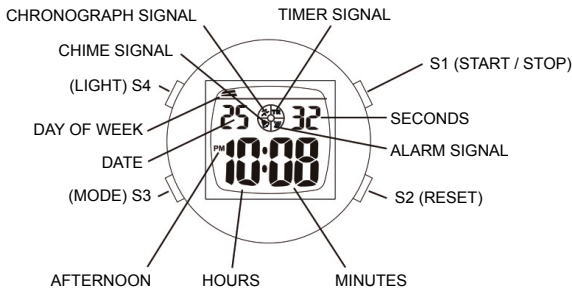 CHRONOGRAPH SIGNAL
TIMER SIGNAL
CHIME SIGNAL
S1 (START / STOP)
(LIGHT) S4
DAY OF WEEK
25 32
SECONDS
DATE
ALARM SIGNAL
PM 10:08
(MODE) S3
S2 (RESET)
AFTERNOON
HOURS
MINUTES